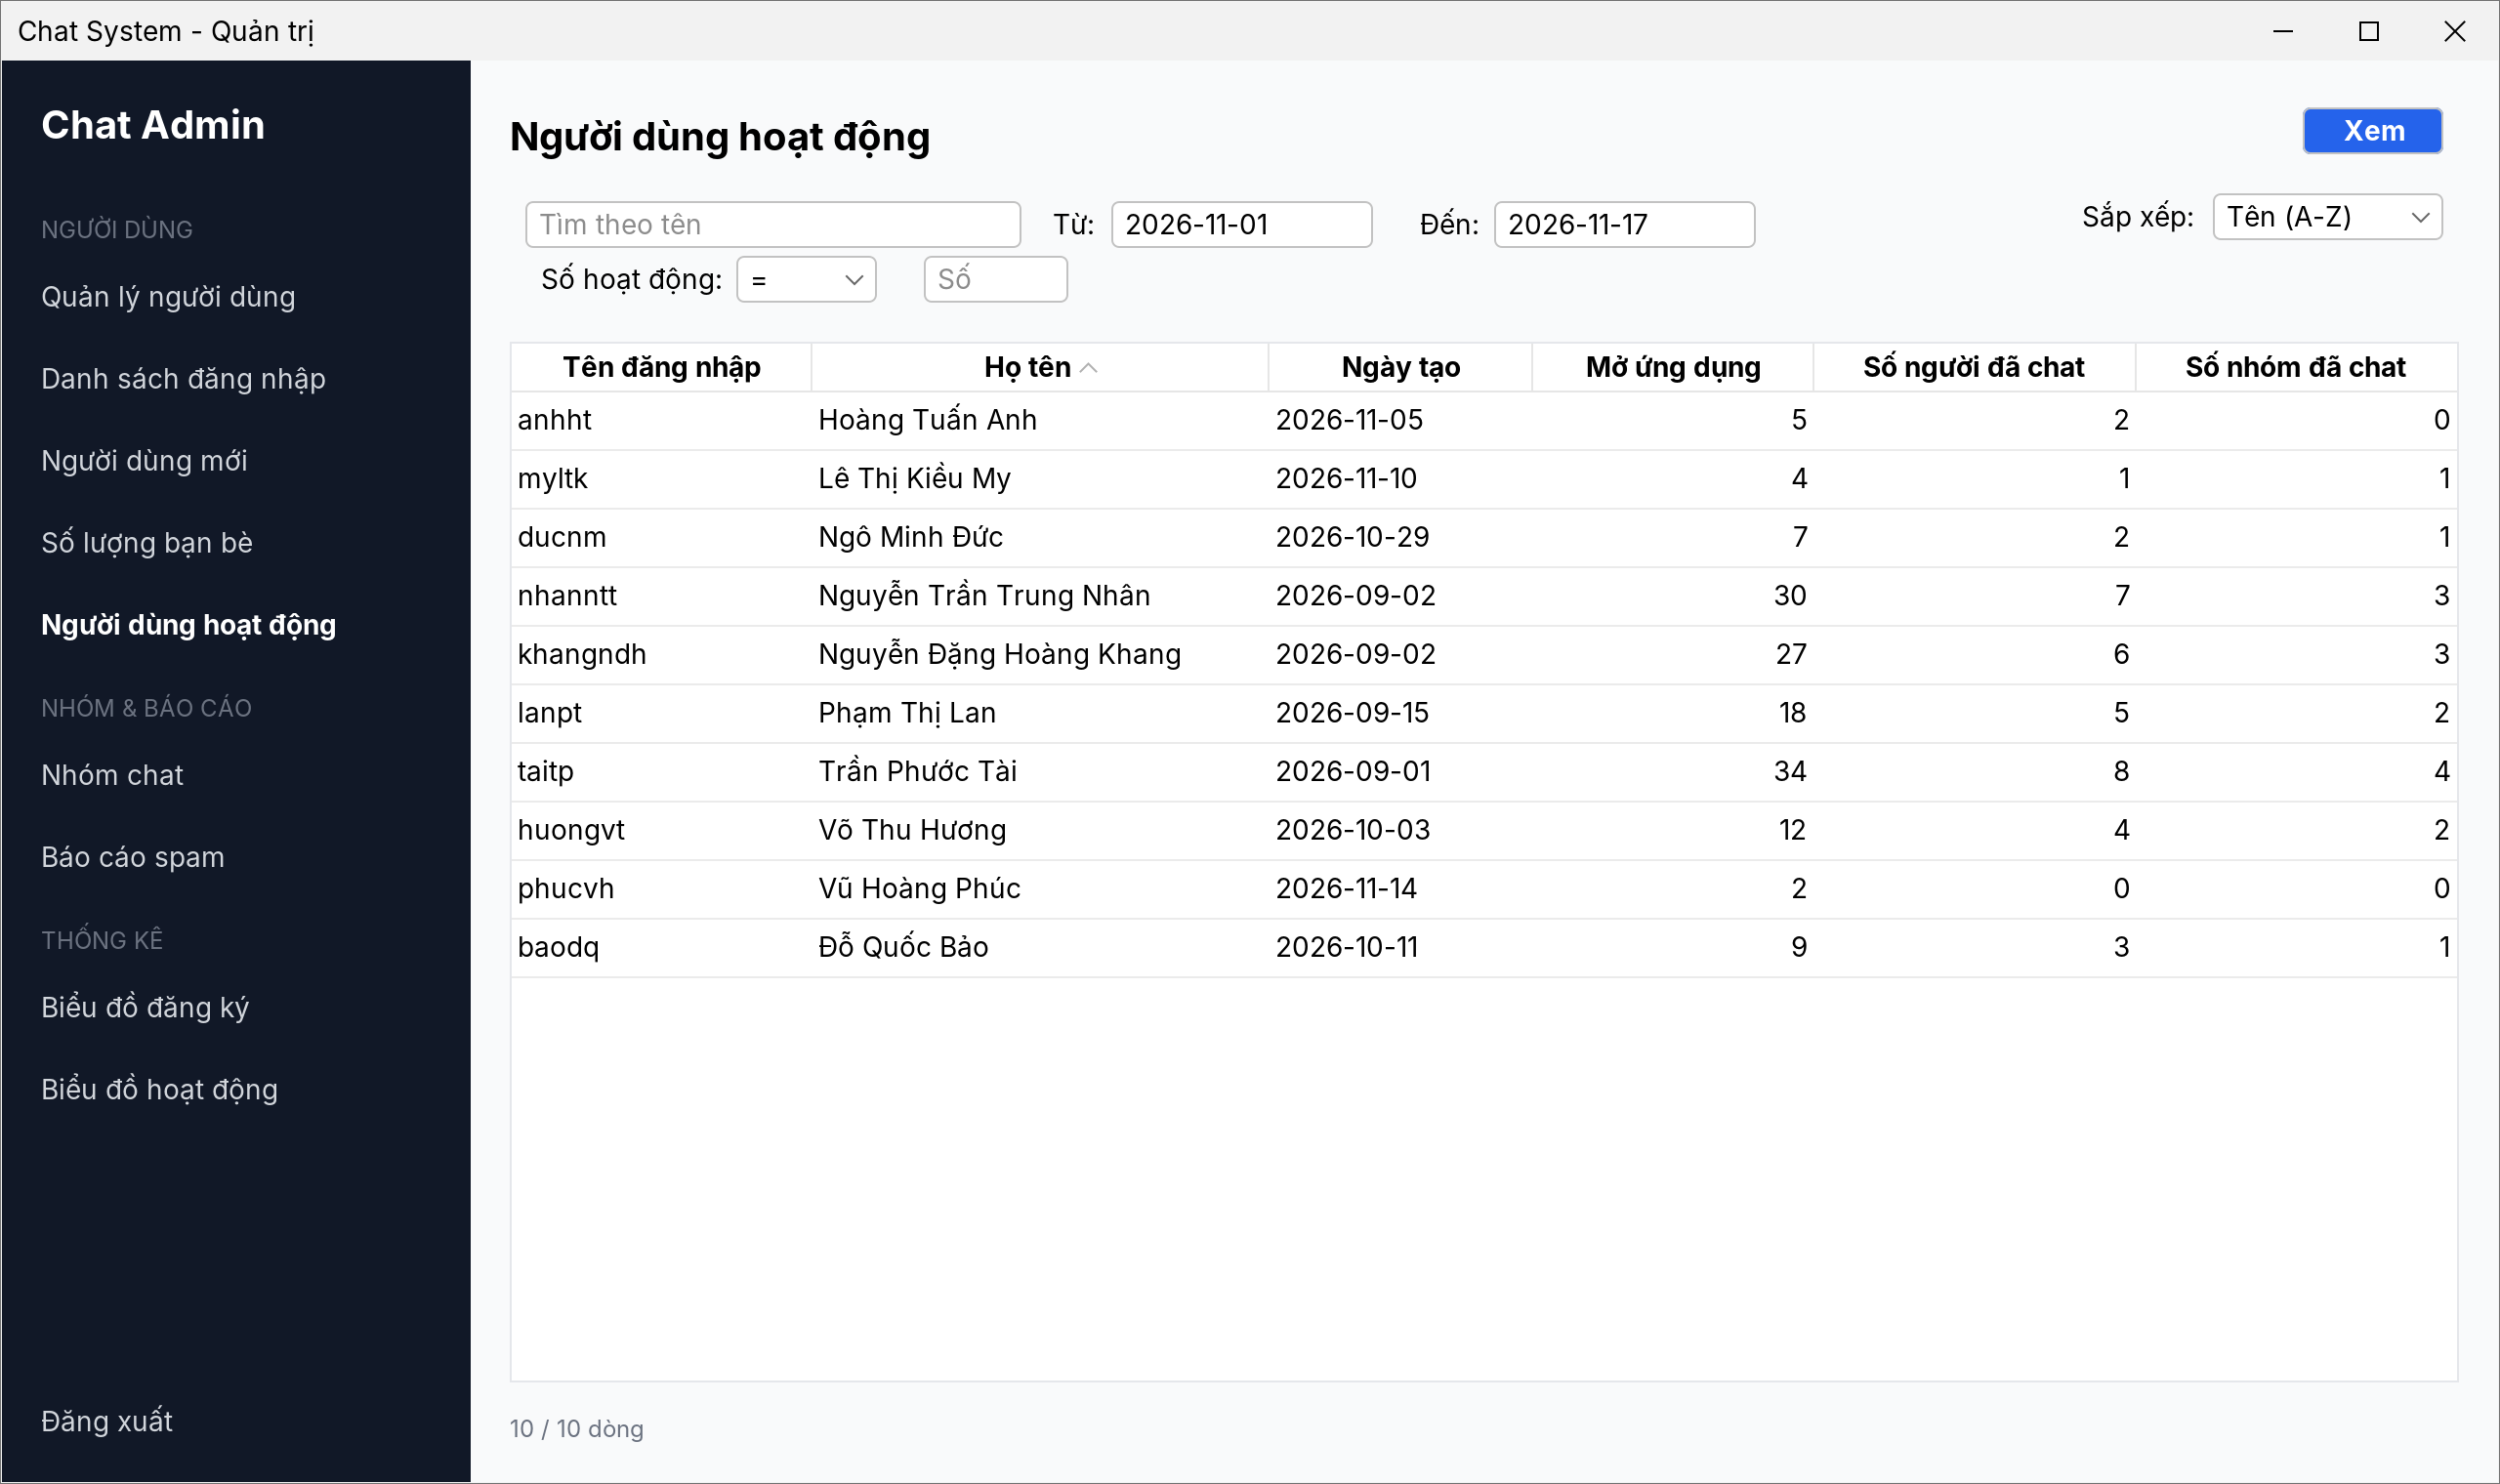 Chat System - Quản trị
Chat Admin
NGƯỜI DÙNG
Quản lý người dùng
Danh sách đăng nhập
Người dùng mới
Số lượng bạn bè
Người dùng hoạt động
NHÓM & BÁO CÁO
Nhóm chat
Báo cáo spam
THỐNG KÊ
Biểu đồ đăng ký
Biểu đồ hoạt động
Đăng xuất
Người dùng hoạt động
Xem
Tìm theo tên Từ: 2026-11-01 Đến: 2026-11-17 Sắp xếp: Tên (A-Z)
Số hoạt động: = Số
Tên đăng nhập Họ tên Ngày tạo Mở ứng dụng Số người đã chat Số nhóm đã chat
anhht Hoàng Tuấn Anh 2026-11-05 5 2 0
myltk Lê Thị Kiều My 2026-11-10 4 1 1
ducnm Ngô Minh Đức 2026-10-29 7 2 1
nhanntt Nguyễn Trần Trung Nhân 2026-09-02 30 7 3
khangndh Nguyễn Đặng Hoàng Khang 2026-09-02 27 6 3
lanpt Phạm Thị Lan 2026-09-15 18 5 2
taitp Trần Phước Tài 2026-09-01 34 8 4
huongvt Võ Thu Hương 2026-10-03 12 4 2
phucvh Vũ Hoàng Phúc 2026-11-14 2 0 0
baodq Đỗ Quốc Bảo 2026-10-11 9 3 1
10 / 10 dòng